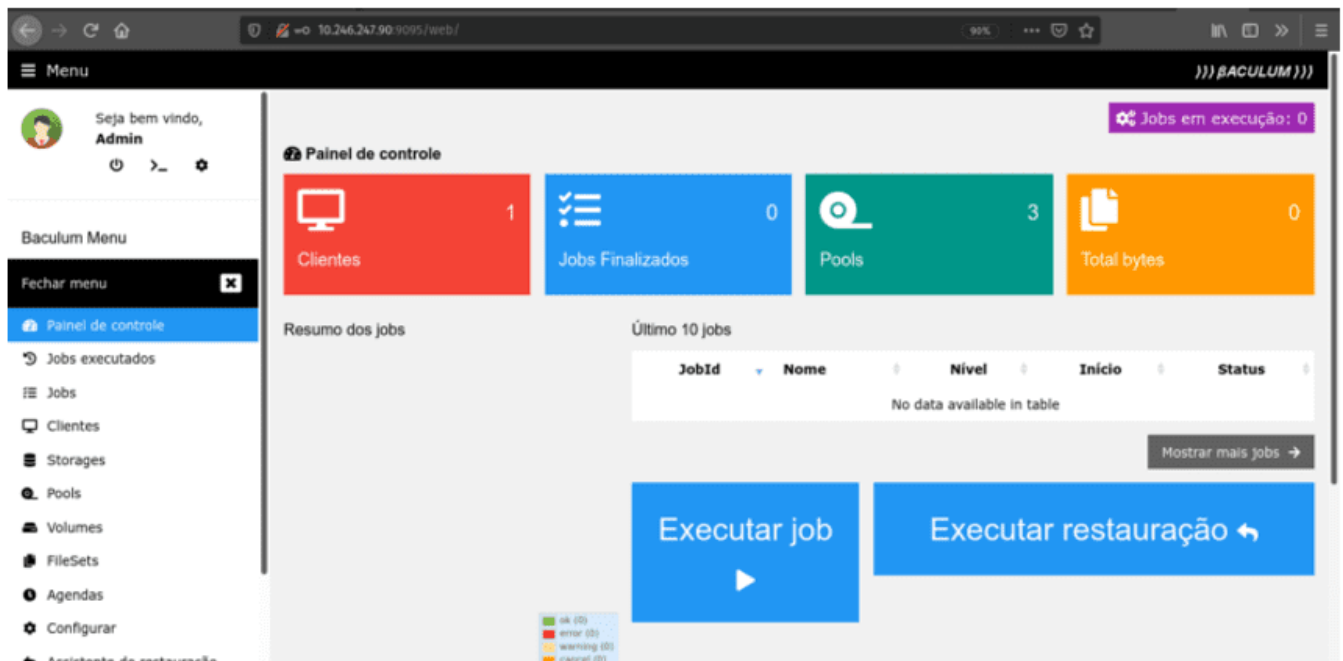 10.246.247.90:9095/web/
90%
Menu
)))βACULUM)))
Seja bem vindo,
Admin
Jobs em execução: 0
Painel de controle
1
Clientes
0
Jobs Finalizados
3
Pools
0
Total bytes
Baculum Menu
Fechar menu
Painel de controle
Jobs executados
Jobs
Clientes
Storages
Pools
Volumes
FileSets
Agendas
Configurar
Assistente de restauração
Resumo dos jobs
ok (0)
error (0)
warning (0)
cancel (0)
Último 10 jobs
JobId Nome Nível Início Status
No data available in table
Mostrar mais jobs
Executar job
Executar restauração